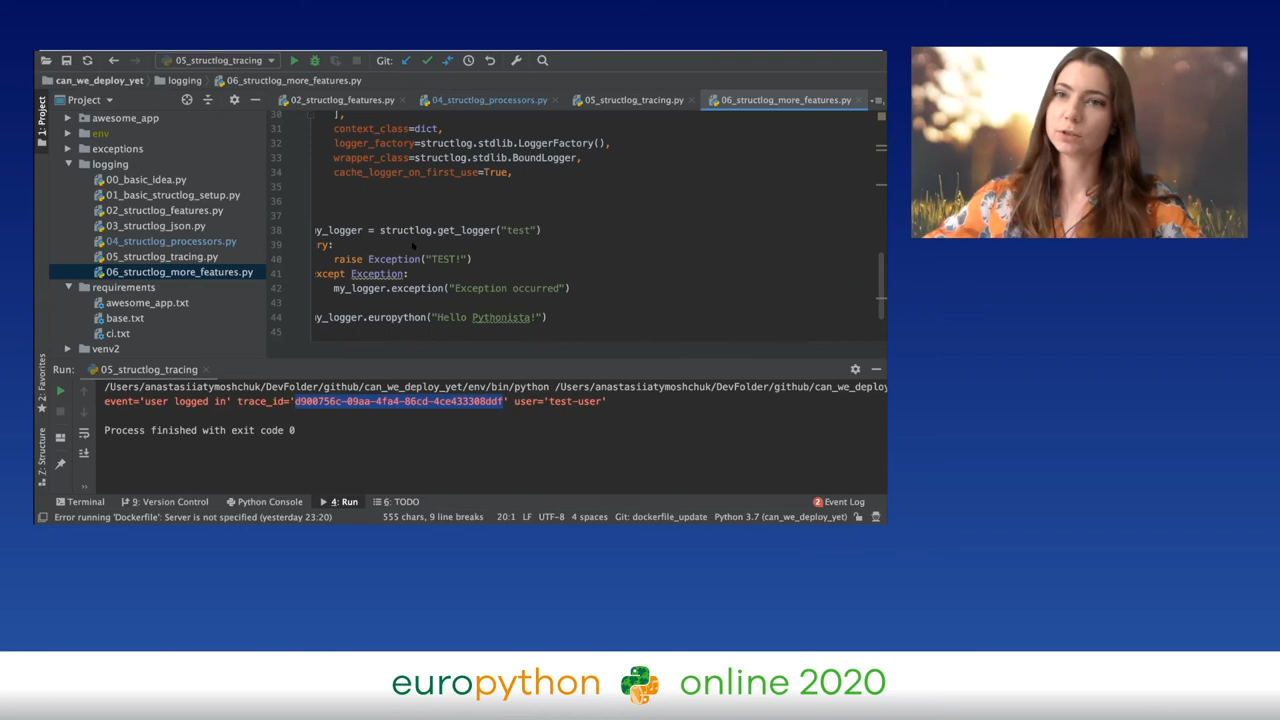 05_structlog_tracing
Git:
can_we_deploy_yet
logging
06_structlog_more_features.py
1: Project
Project
02_structlog_features.py
04_structlog_processors.py
05_structlog_tracing.py
06_structlog_more_features.py
awesome_app
env
exceptions
logging
00_basic_idea.py
01_basic_structlog_setup.py
02_structlog_features.py
03_structlog_json.py
04_structlog_processors.py
05_structlog_tracing.py
06_structlog_more_features.py
requirements
awesome_app.txt
base.txt
ci.txt
venv2
30 ],
31 context_class=dict,
32 logger_factory=structlog.stdlib.LoggerFactory(),
33 wrapper_class=structlog.stdlib.BoundLogger,
34 cache_logger_on_first_use=True,
35
36
37
38 y_logger = structlog.get_logger("test")
39 ry:
40 raise Exception("TEST!")
41 xcept Exception:
42 my_logger.exception("Exception occurred")
43
44 y_logger.europython("Hello Pythonista!")
45
2: Favorites
Z: Structure
Run: 05_structlog_tracing
/Users/anastasiiatymoshchuk/DevFolder/github/can_we_deploy_yet/env/bin/python /Users/anastasiiatymoshchuk/DevFolder/github/can_we_deploy
event='user logged in' trace_id='d900756c-09aa-4fa4-86cd-4ce433308ddf' user='test-user'
Process finished with exit code 0
Terminal
9: Version Control
Python Console
4: Run
6: TODO
2 Event Log
Error running 'Dockerfile': Server is not specified (yesterday 23:20)
555 chars, 9 line breaks
20:1
LF
UTF-8
4 spaces
Git: dockerfile_update
Python 3.7 (can_we_deploy_yet)
europython online 2020